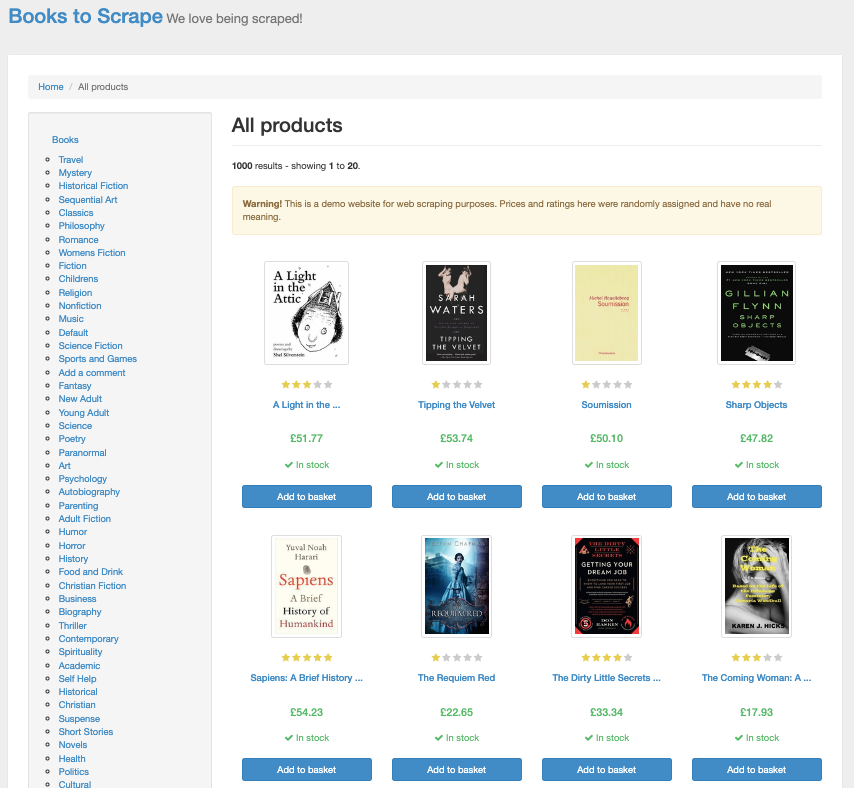 Books to Scrape We love being scraped!
Home / All products
Books
Travel
Mystery
Historical Fiction
Sequential Art
Classics
Philosophy
Romance
Womens Fiction
Fiction
Childrens
Religion
Nonfiction
Music
Default
Science Fiction
Sports and Games
Add a comment
Fantasy
New Adult
Young Adult
Science
Poetry
Paranormal
Art
Psychology
Autobiography
Parenting
Adult Fiction
Humor
Horror
History
Food and Drink
Christian Fiction
Business
Biography
Thriller
Contemporary
Spirituality
Academic
Self Help
Historical
Christian
Suspense
Short Stories
Novels
Health
Politics
Cultural
All products
1000 results - showing 1 to 20.
Warning! This is a demo website for web scraping purposes. Prices and ratings here were randomly assigned and have no real
meaning.
A Light
in the
Attic
Shel Silverstein
SARAH
WATERS
TIPPING
THE VELVET
Michel Houellebecq
Soumission
GILLIAN
FLYNN
SHARP
OBJECTS
A Light in the ... Tipping the Velvet Soumission Sharp Objects
£51.77 £53.74 £50.10 £47.82
In stock In stock In stock In stock
Add to basket Add to basket Add to basket Add to basket
Yuval Noah
Harari
Sapiens
A Brief
History of
Humankind
THE DIRTY
LITTLE
SECRETS
GETTING YOUR
DREAM JOB
DON
RASKIN
The
Coming
Woman
KAREN J. HICKS
Sapiens: A Brief History ... The Requiem Red The Dirty Little Secrets ... The Coming Woman: A ...
£54.23 £22.65 £33.34 £17.93
In stock In stock In stock In stock
Add to basket Add to basket Add to basket Add to basket